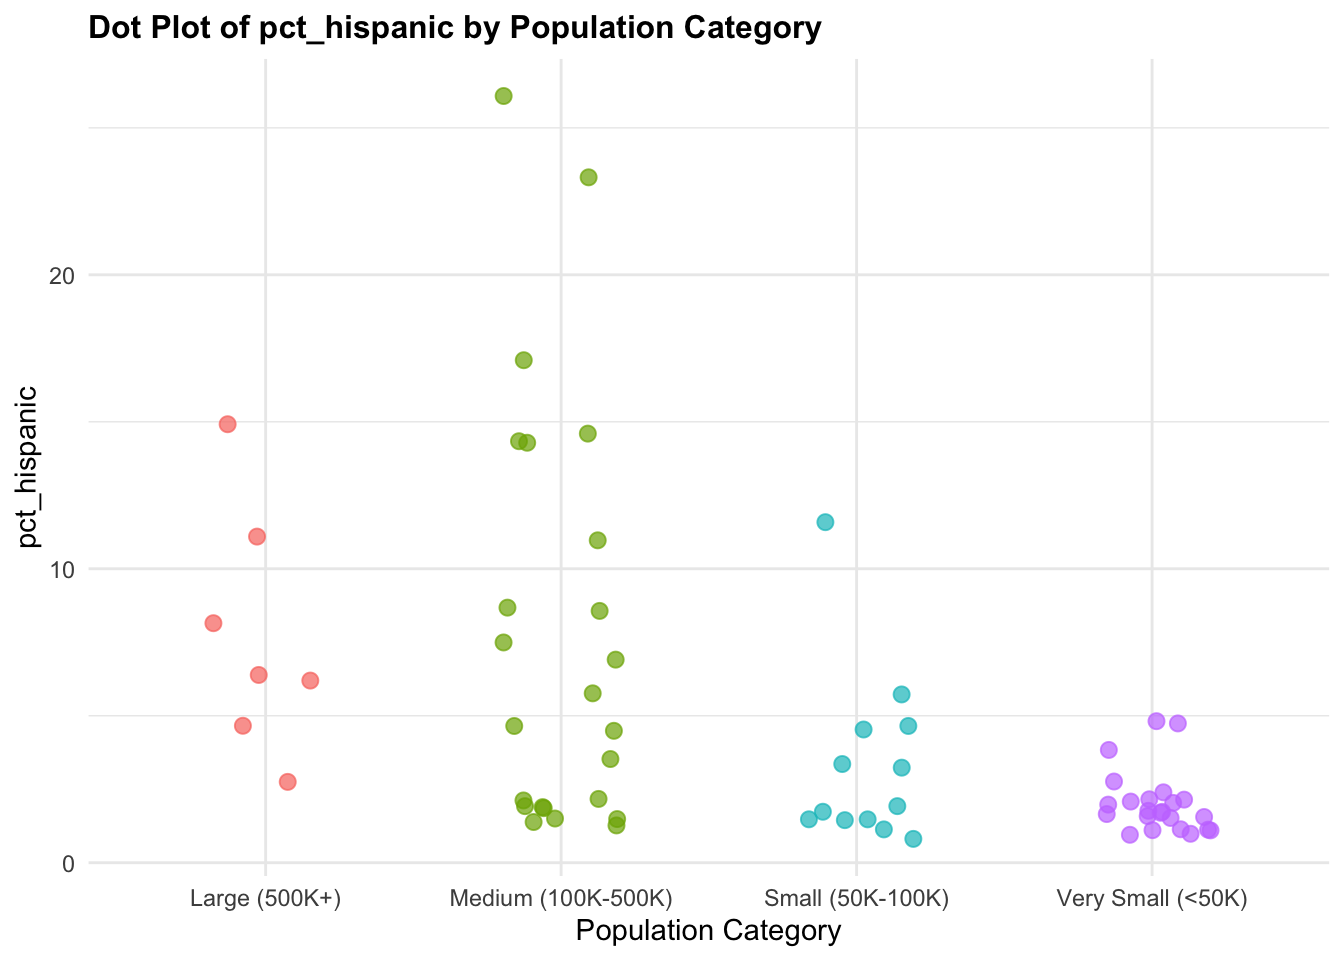 Dot Plot of pct_hispanic by Population Category
pct_hispanic
20
10
0
Large (500K+)
Medium (100K-500K)
Small (50K-100K)
Very Small (<50K)
Population Category